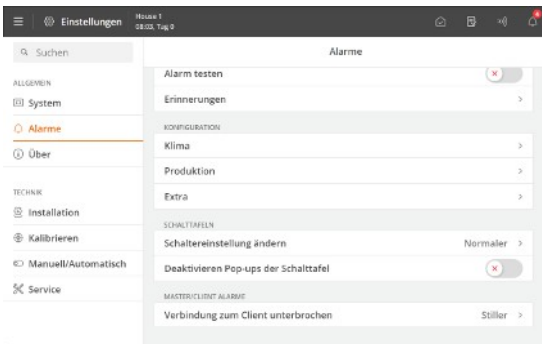 Einstellungen
House 1
08:03, Tag 0
4
Suchen
Alarme
ALLGEMEIN
System
Alarme
Über
TECHNIK
Installation
Kalibrieren
Manuell/Automatisch
Service
Alarm testen
Erinnerungen
KONFIGURATION
Klima
Produktion
Extra
SCHALTTAFELN
Schaltereinstellung ändern
Normaler
Deaktivieren Pop-ups der Schalttafel
MASTER/CLIENT ALARME
Verbindung zum Client unterbrochen
Stiller